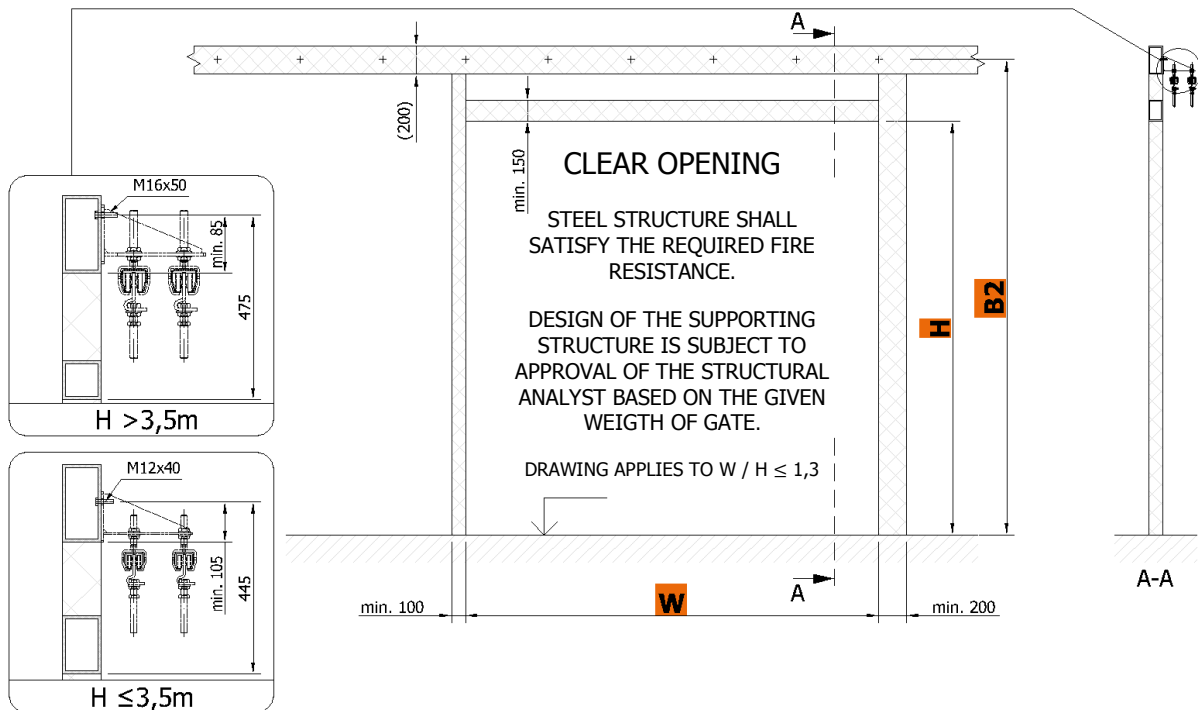 A
(200)
min. 150
CLEAR OPENING
STEEL STRUCTURE SHALL
SATISFY THE REQUIRED FIRE
RESISTANCE.
DESIGN OF THE SUPPORTING
STRUCTURE IS SUBJECT TO
APPROVAL OF THE STRUCTURAL
ANALYST BASED ON THE GIVEN
WEIGTH OF GATE.
DRAWING APPLIES TO W / H ≤ 1,3
H
B2
A
min. 100
W
min. 200
A-A
M16x50
min. 85
475
H >3,5m
M12x40
min. 105
445
H ≤3,5m